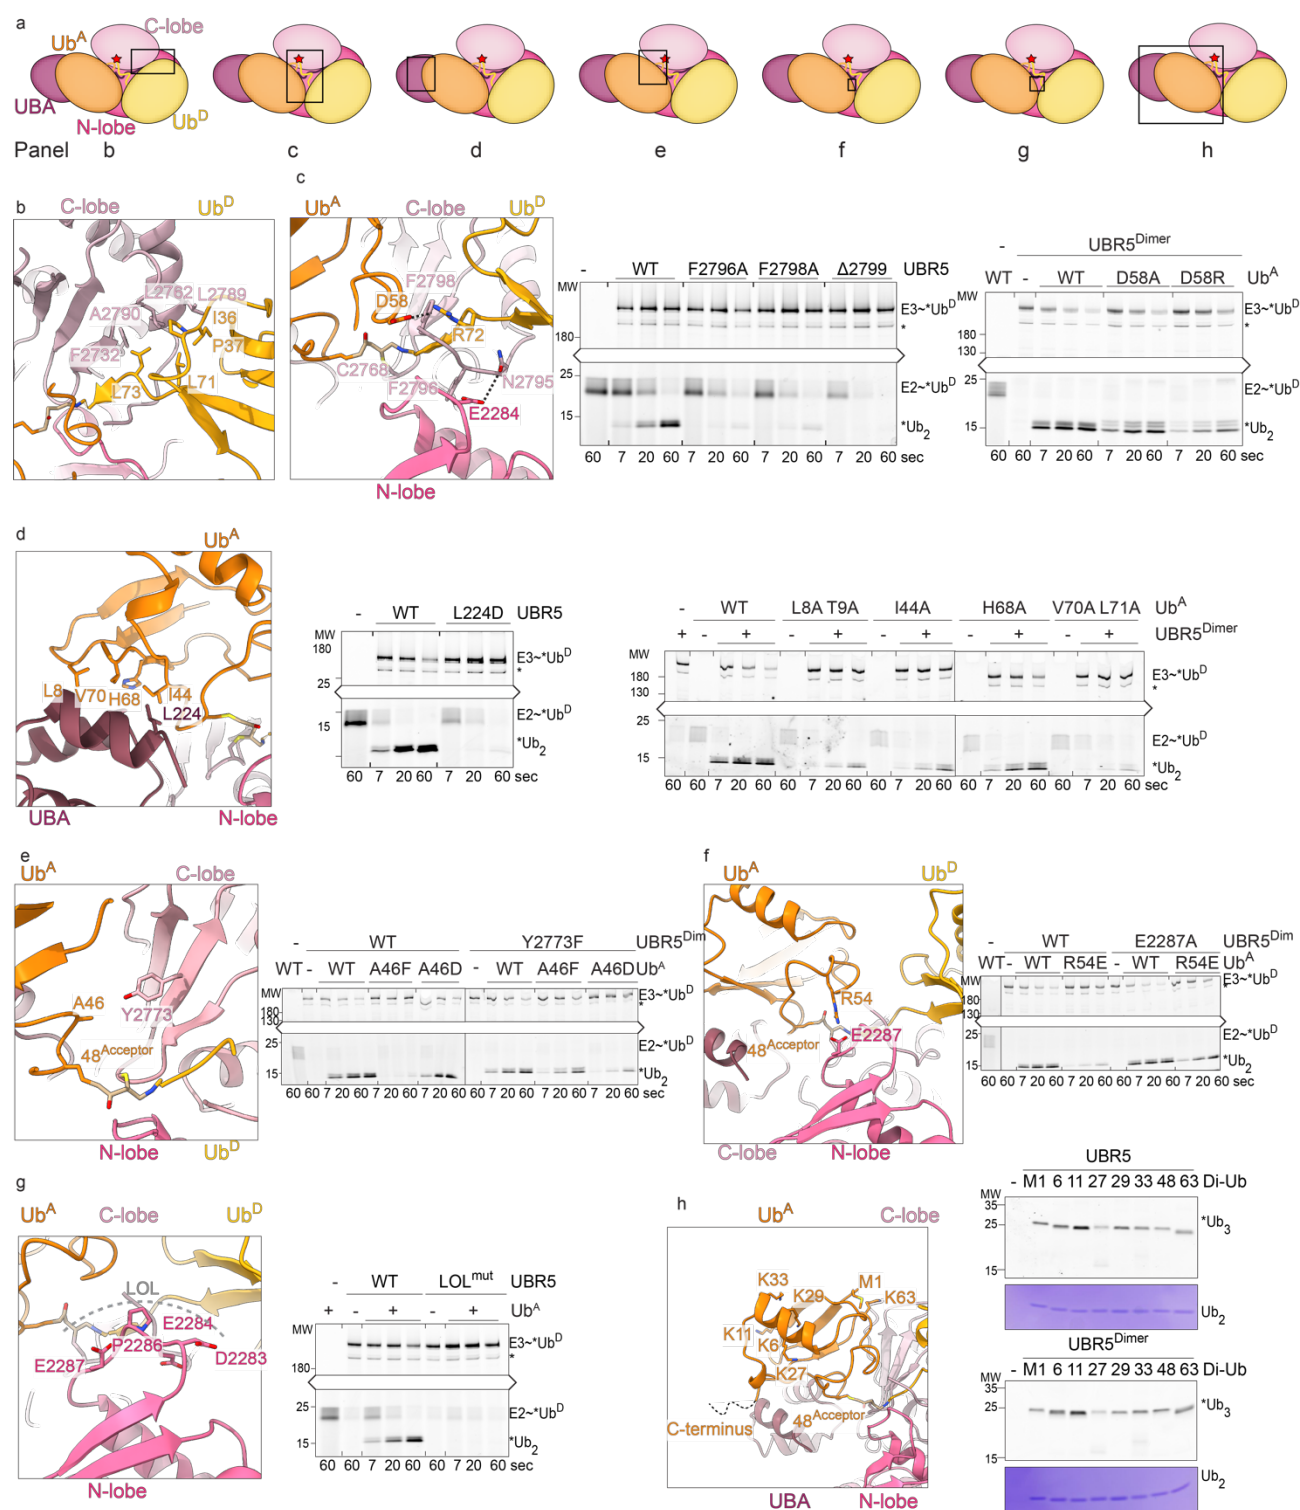 a
C-lobe
Ub^A
UBA
N-lobe
Ub^D
Panel b c d e f g h
b
C-lobe Ub^D
L2762 L2789
A2790 I36
F2732 P37
L73 L71
c
Ub^A C-lobe Ub^D
F2798
D58
R72
C2768
F2796 N2795
E2284
N-lobe
- WT F2796A F2798A Δ2799 UBR5
MW
180
E3~*Ub^D
*
25
15
E2~*Ub^D
*Ub2
60 7 20 60 7 20 60 7 20 60 7 20 60 sec
- UBR5^Dimer
WT - WT D58A D58R Ub^A
MW
180
130
E3~*Ub^D
*
25
15
E2~*Ub^D
*Ub2
60 60 7 20 60 7 20 60 7 20 60 sec
d
Ub^A
L8 V70 H68 I44
L224
UBA N-lobe
- WT L224D UBR5
MW
180
E3~*Ub^D
*
25
15
E2~*Ub^D
*Ub2
60 7 20 60 7 20 60 sec
- WT L8A T9A I44A H68A V70A L71A Ub^A
+ - + - + - + - + - + UBR5^Dimer
MW
180
130
E3~*Ub^D
*
25
15
E2~*Ub^D
*Ub2
60 60 7 20 60 60 7 20 60 60 7 20 60 60 7 20 60 60 7 20 60 sec
e
Ub^A C-lobe
A46
Y2773
48^Acceptor
N-lobe Ub^D
- WT Y2773F UBR5^Dim
WT - WT A46F A46D - WT A46F A46D Ub^A
MW
180
130
E3~*Ub^D
*
25
15
E2~*Ub^D
*Ub2
60 60 7 20 60 7 20 60 7 20 60 60 7 20 60 7 20 60 7 20 60 sec
f
Ub^A Ub^D
R54
48^Acceptor E2287
C-lobe N-lobe
- WT E2287A UBR5^Dim
WT - WT R54E - WT R54E Ub^A
MW
180
130
E3~*Ub^D
*
25
15
E2~*Ub^D
*Ub2
60 60 7 20 60 7 20 60 60 7 20 60 7 20 60 sec
g
Ub^A C-lobe Ub^D
LOL
E2284
P2286
E2287 D2283
N-lobe
- WT LOL^mut UBR5
+ - + - + Ub^A
MW
180
E3~*Ub^D
*
25
15
E2~*Ub^D
*Ub2
60 60 7 20 60 60 7 20 60 sec
h
Ub^A C-lobe
K33 M1
K29 K63
K11 K6
K27
48^Acceptor
C-terminus
UBA N-lobe
UBR5
- M1 6 11 27 29 33 48 63 Di-Ub
MW
35
25
15
*Ub3
Ub2
UBR5^Dimer
- M1 6 11 27 29 33 48 63 Di-Ub
MW
35
25
15
*Ub3
Ub2